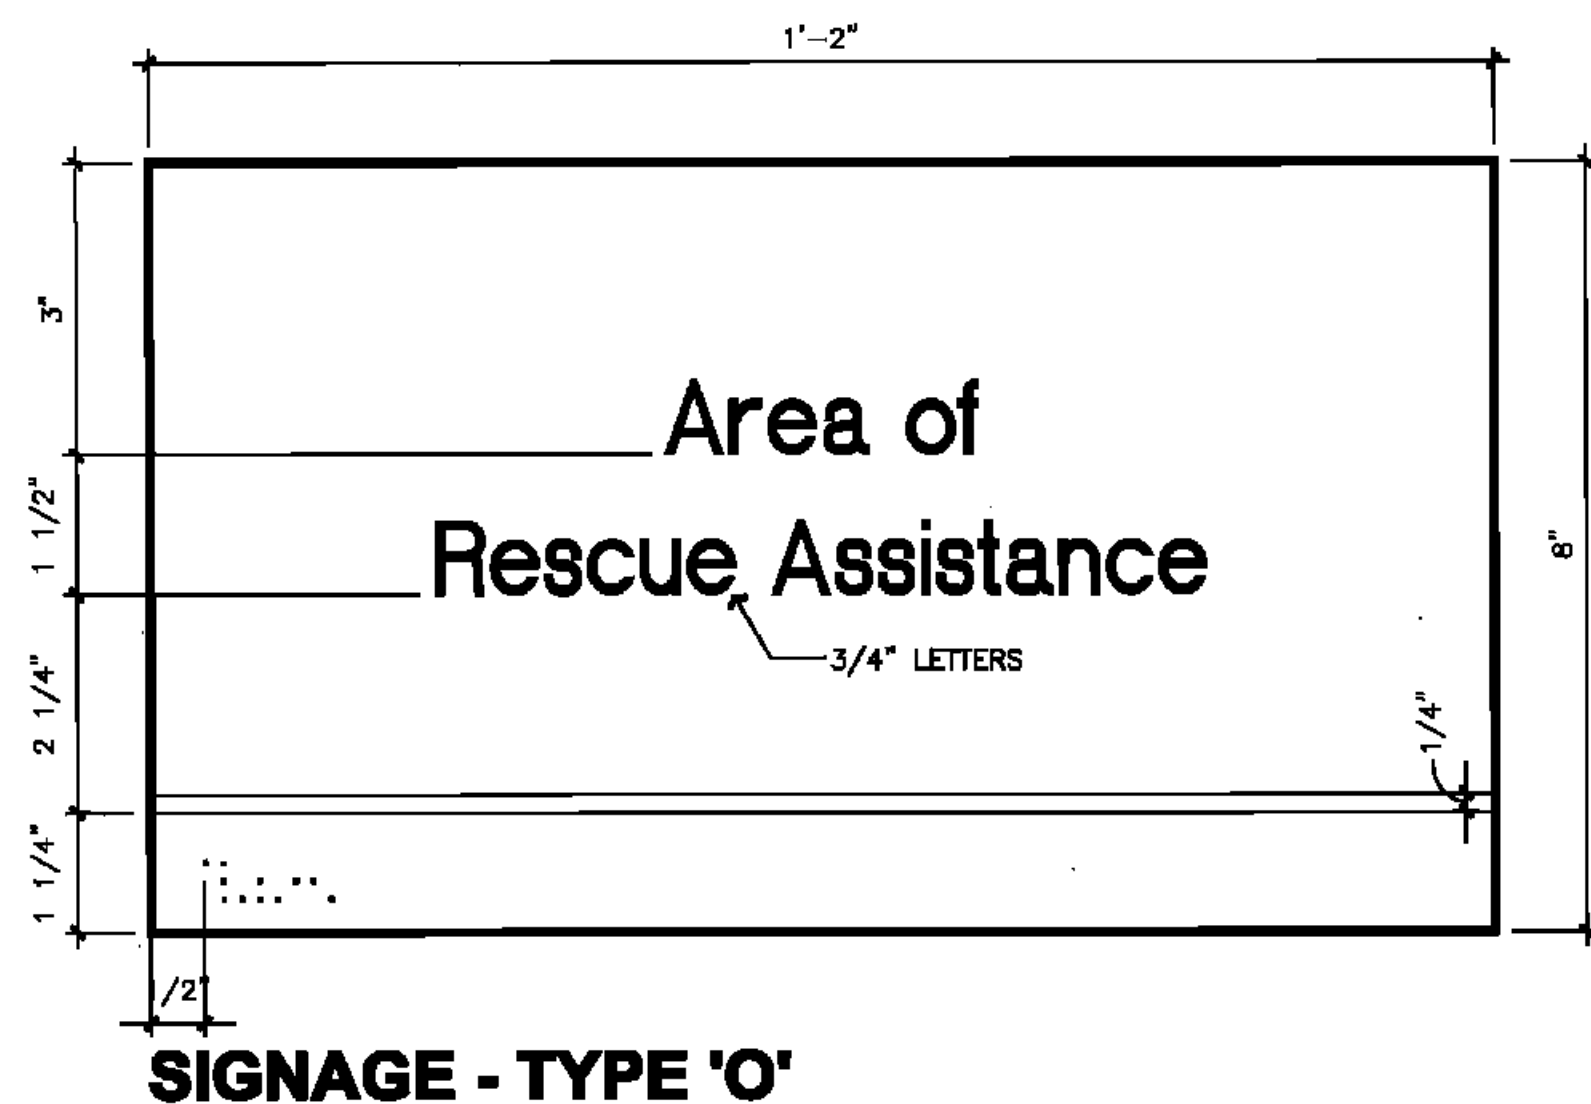 1'-2"
3"
Area of
1 1/2"
Rescue Assistance
8"
3/4" LETTERS
2 1/4"
1/4"
1 1/4"
1/2"
SIGNAGE - TYPE 'O'